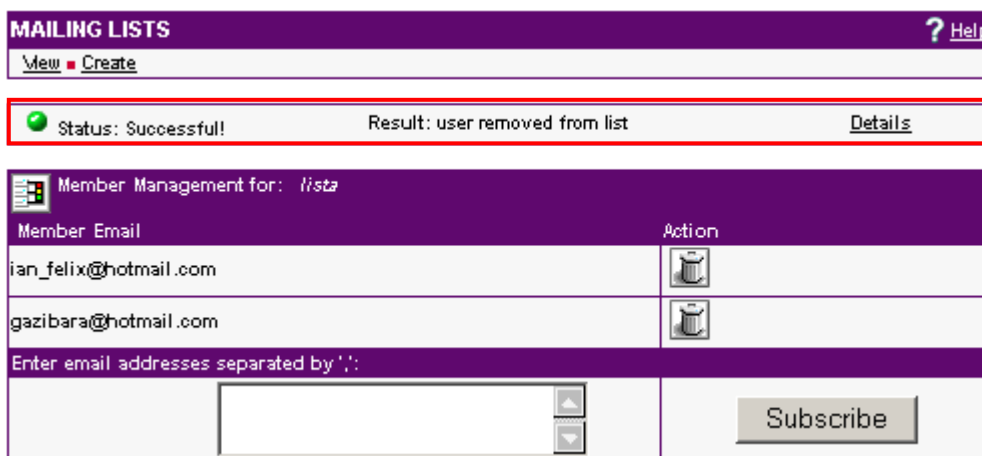 MAILING LISTS ? Help
View ▪ Create
Status: Successful! Result: user removed from list Details
Member Management for: lista
Member Email Action
ian_felix@hotmail.com
gazibara@hotmail.com
Enter email addresses separated by ',':
Subscribe